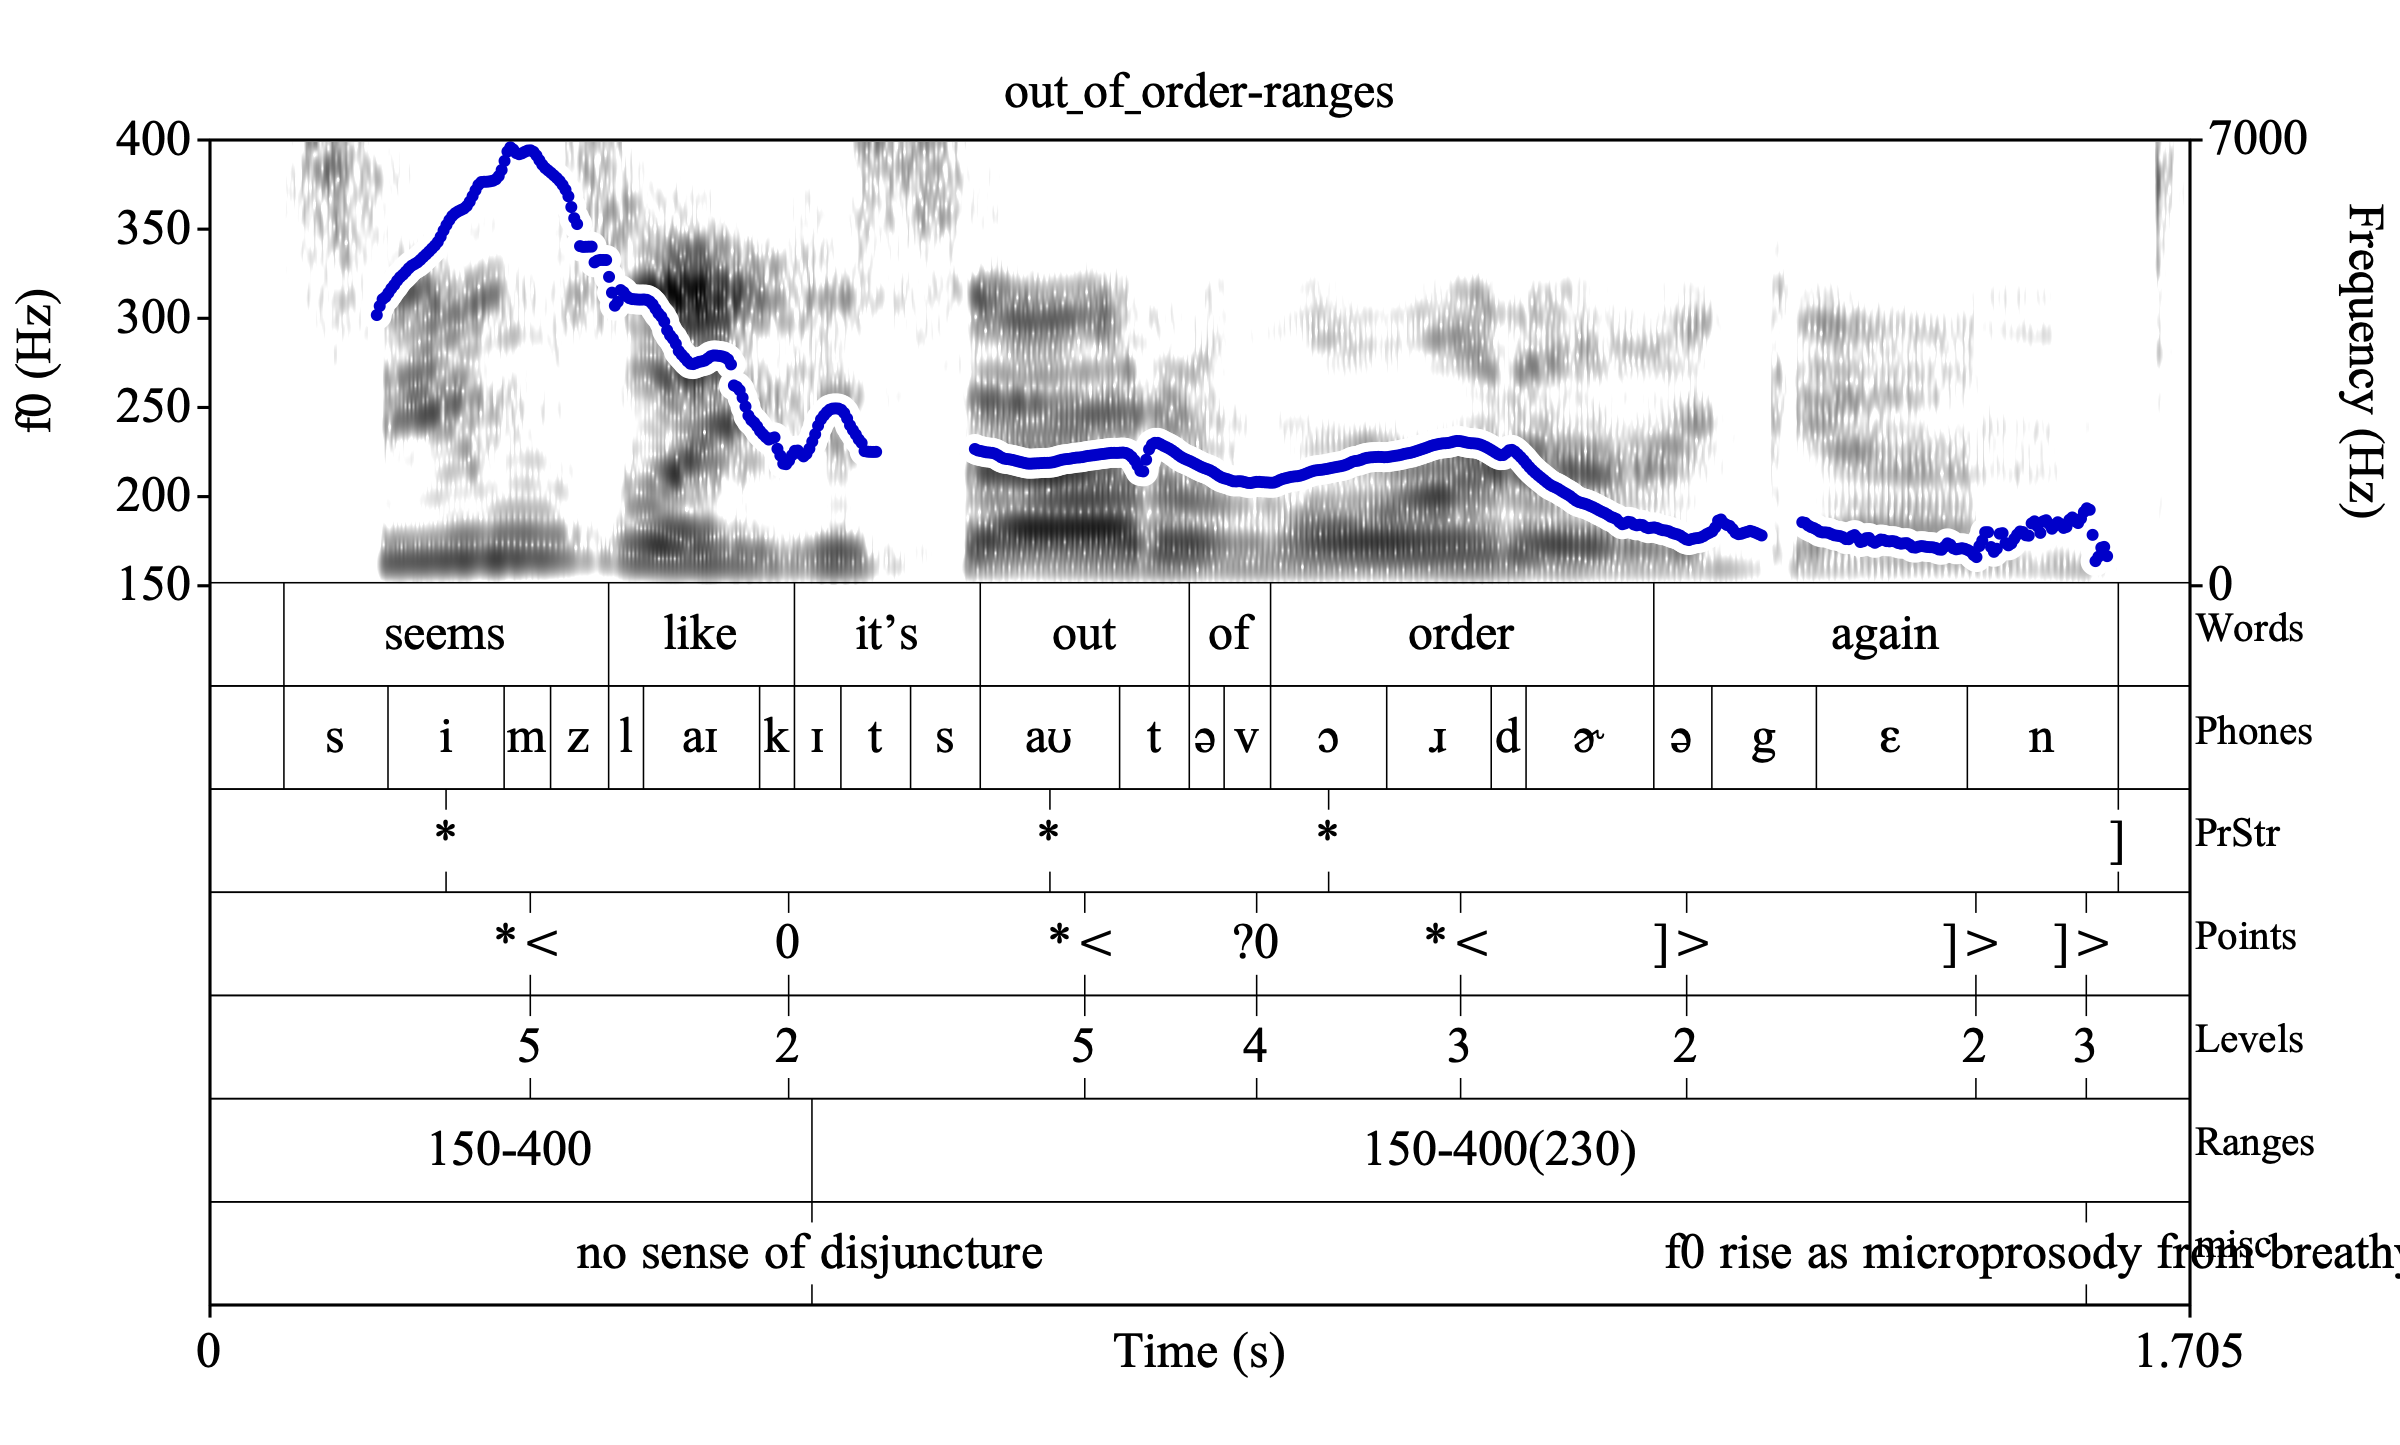 out_of_order-ranges
400
350
300
250
200
150
f0 (Hz)
7000
0
Frequency (Hz)
seems like it’s out of order again Words
s i m z l aɪ k ɪ t s aʊ t ə v ɔ ɹ d ɚ ə g ɛ n Phones
* * * ] PrStr
*< 0 *< ?0 *< ]> ]> ]> Points
5 2 5 4 3 2 2 3 Levels
150-400 150-400(230) Ranges
no sense of disjuncture f0 rise as microprosody from breathy misc
0 Time (s) 1.705